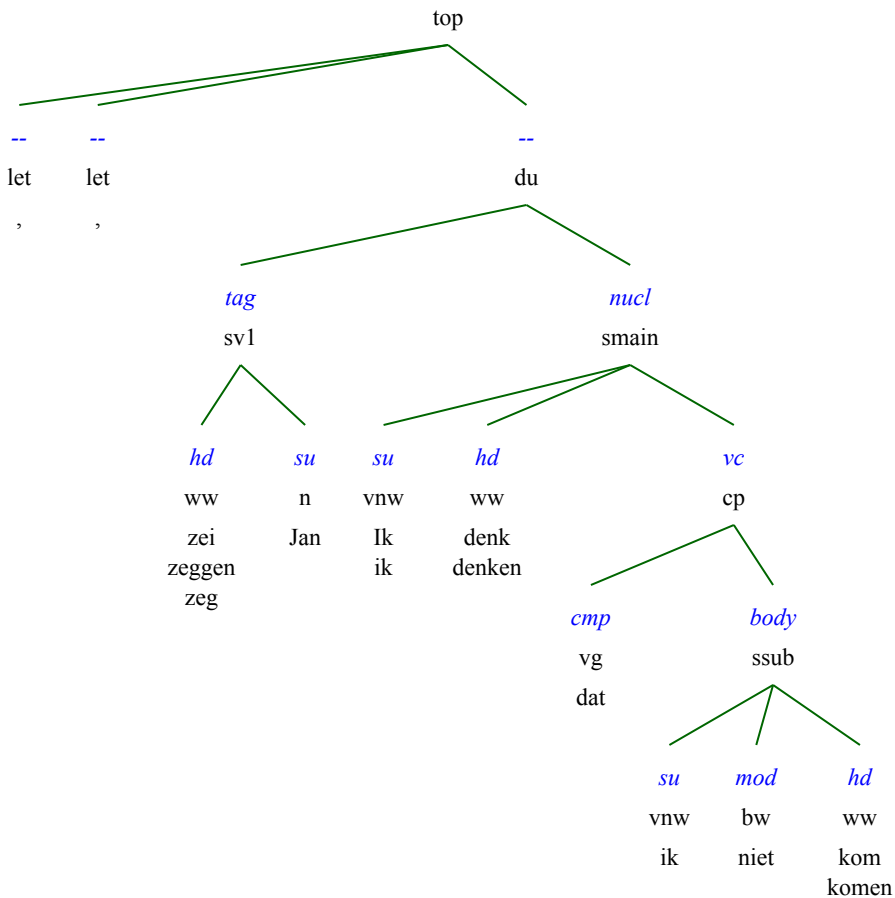 top
-- -- --
let let du
, ,
tag nucl
sv1 smain
hd su su hd vc
ww n vnw ww cp
zei Jan Ik denk
zeggen ik denken
zeg
cmp body
vg ssub
dat
su mod hd
vnw bw ww
ik niet kom
komen